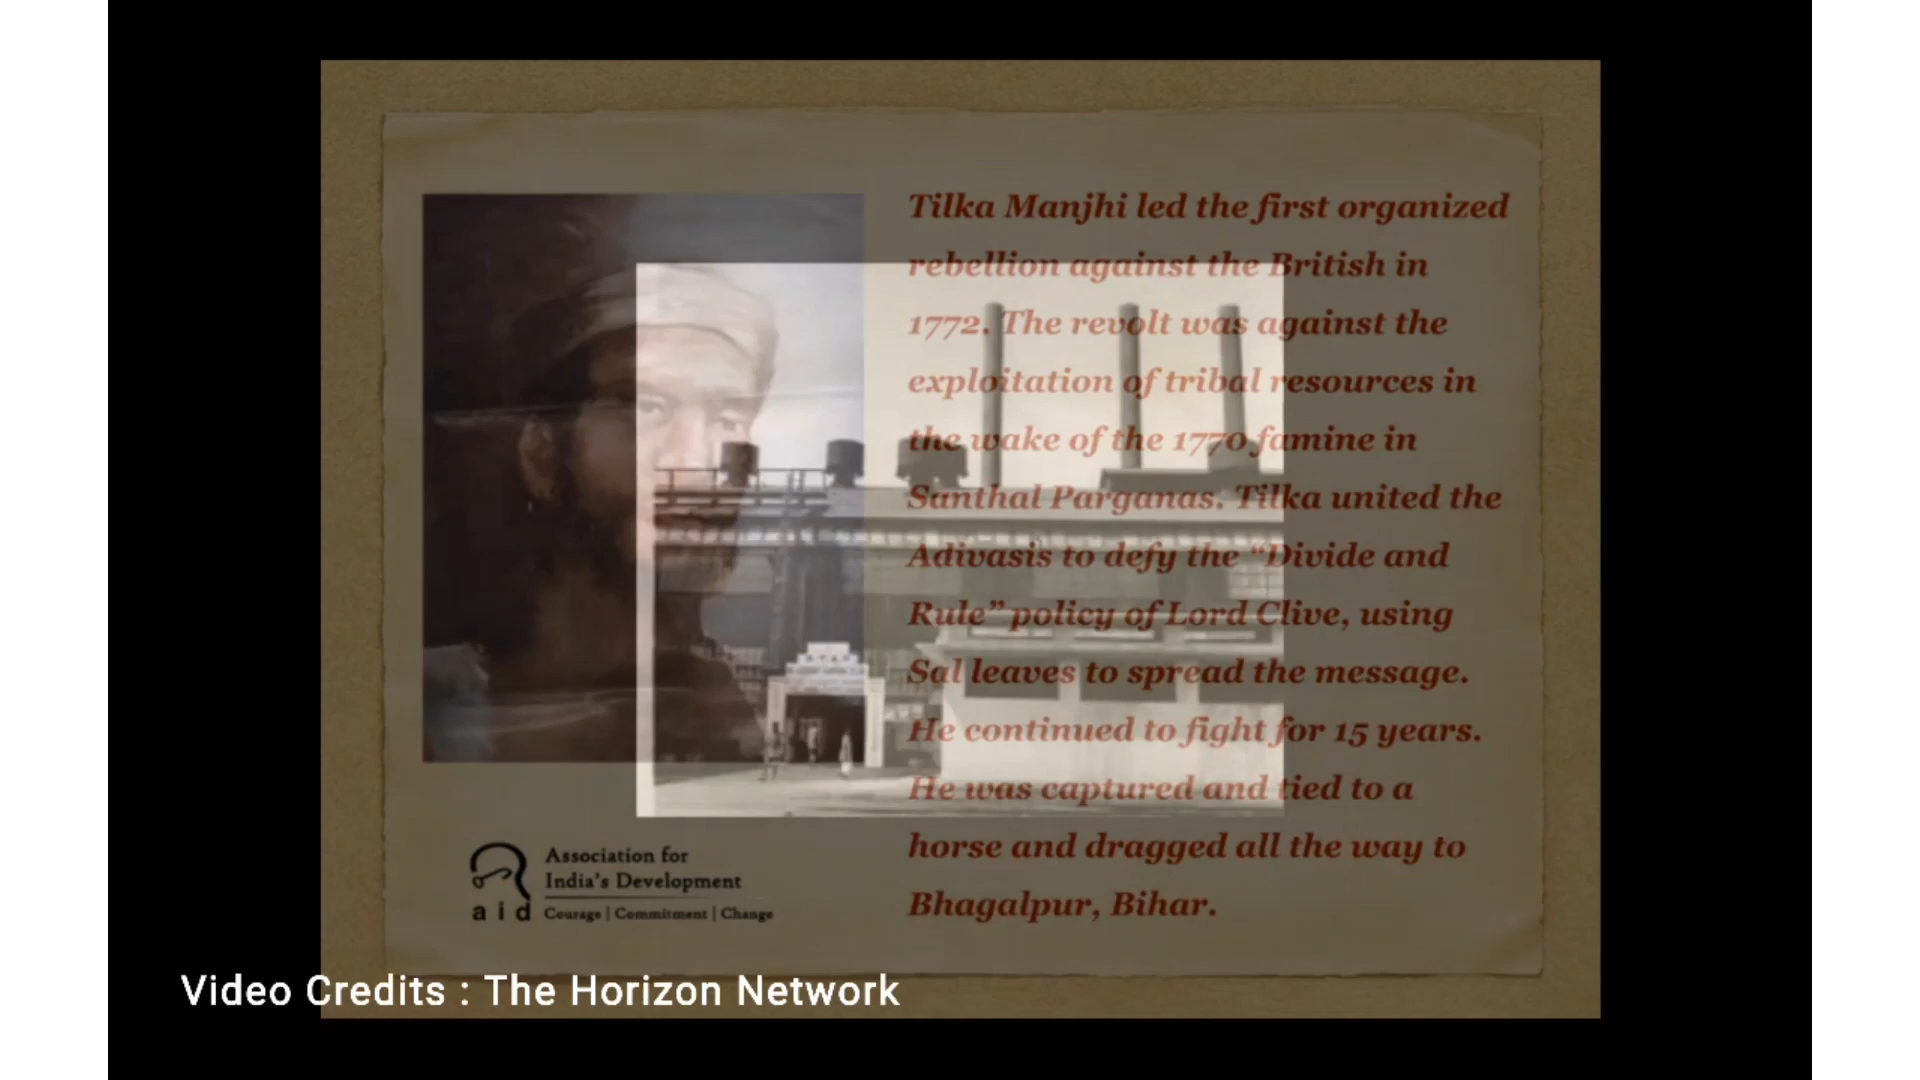 Tilka Manjhi led the first organized
rebellion against the British in
1772. The revolt was against the
exploitation of tribal resources in
the wake of the 1770 famine in
Santhal Parganas. Tilka united the
Adivasis to defy the “Divide and
Rule” policy of Lord Clive, using
Sal leaves to spread the message.
He continued to fight for 15 years.
He was captured and tied to a
horse and dragged all the way to
Bhagalpur, Bihar.
Association for
India's Development
aid Courage | Commitment | Change
Video Credits : The Horizon Network